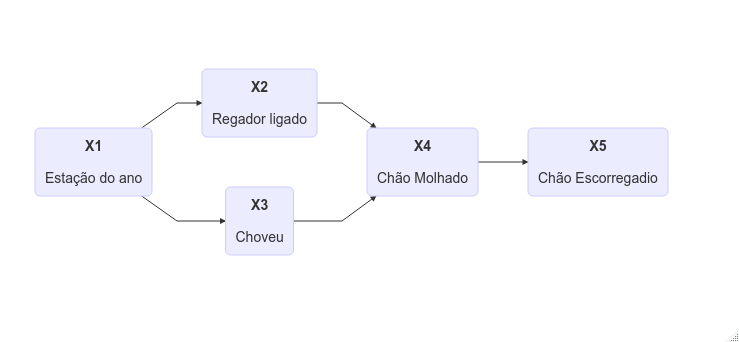 X1
Estação do ano
X2
Regador ligado
X3
Choveu
X4
Chão Molhado
X5
Chão Escorregadio